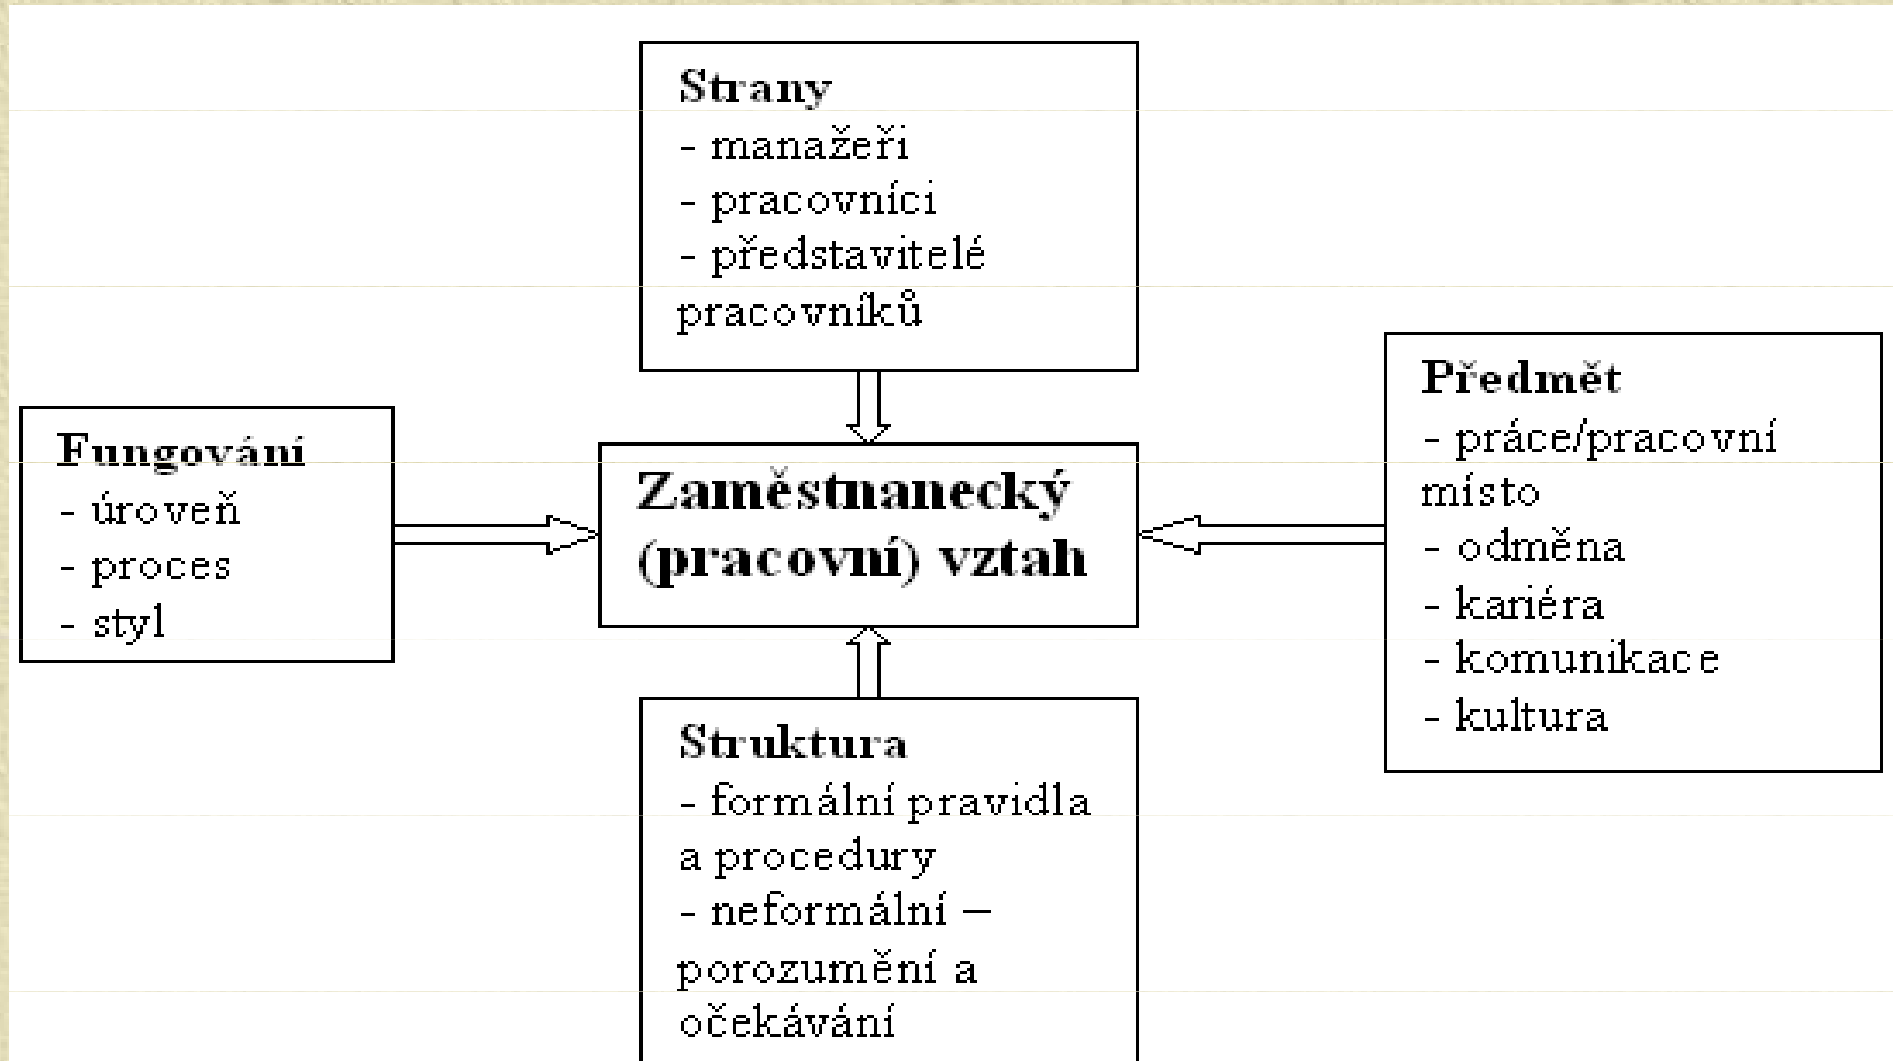 Strany
- manažeři
- pracovníci
- představitelé
pracovníků
Fungování
- úroveň
- proces
- styl
Zaměstnanecký
(pracovní) vztah
Předmět
- práce/pracovní
místo
- odměna
- kariéra
- komunikace
- kultura
Struktura
- formální pravidla
a procedury
- neformální –
porozumění a
očekávání